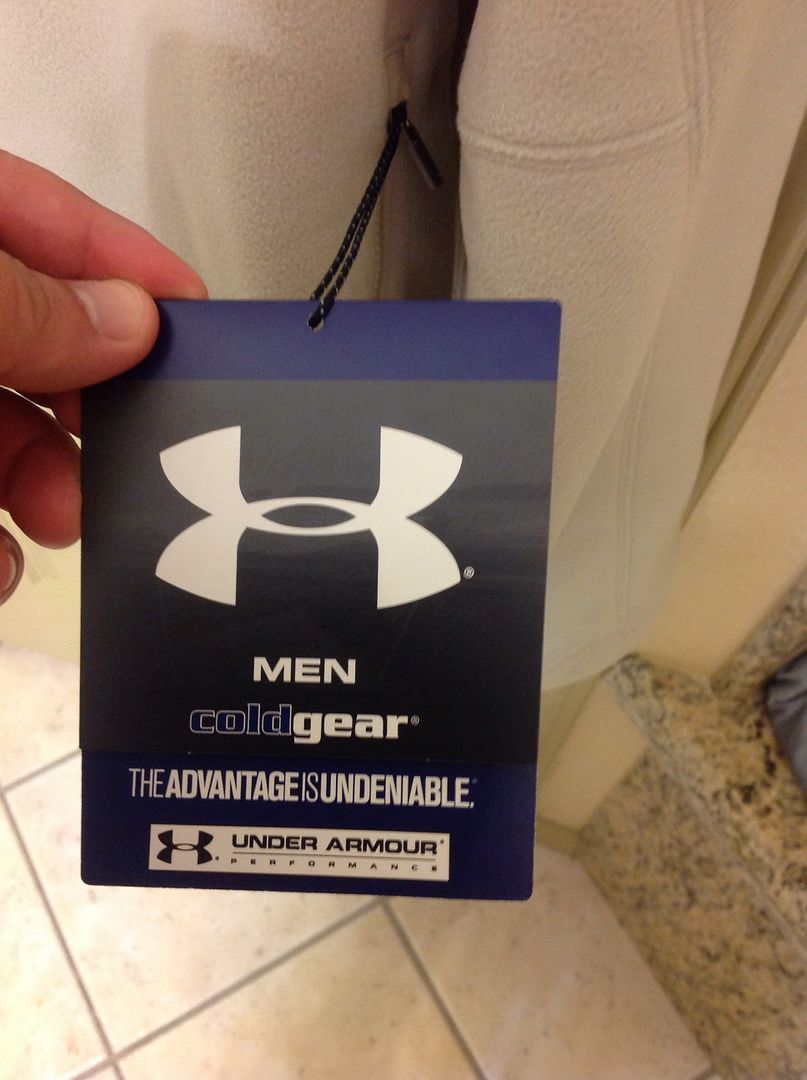 MEN
coldgear®
THE ADVANTAGE IS UNDENIABLE.
UNDER ARMOUR®
PERFORMANCE